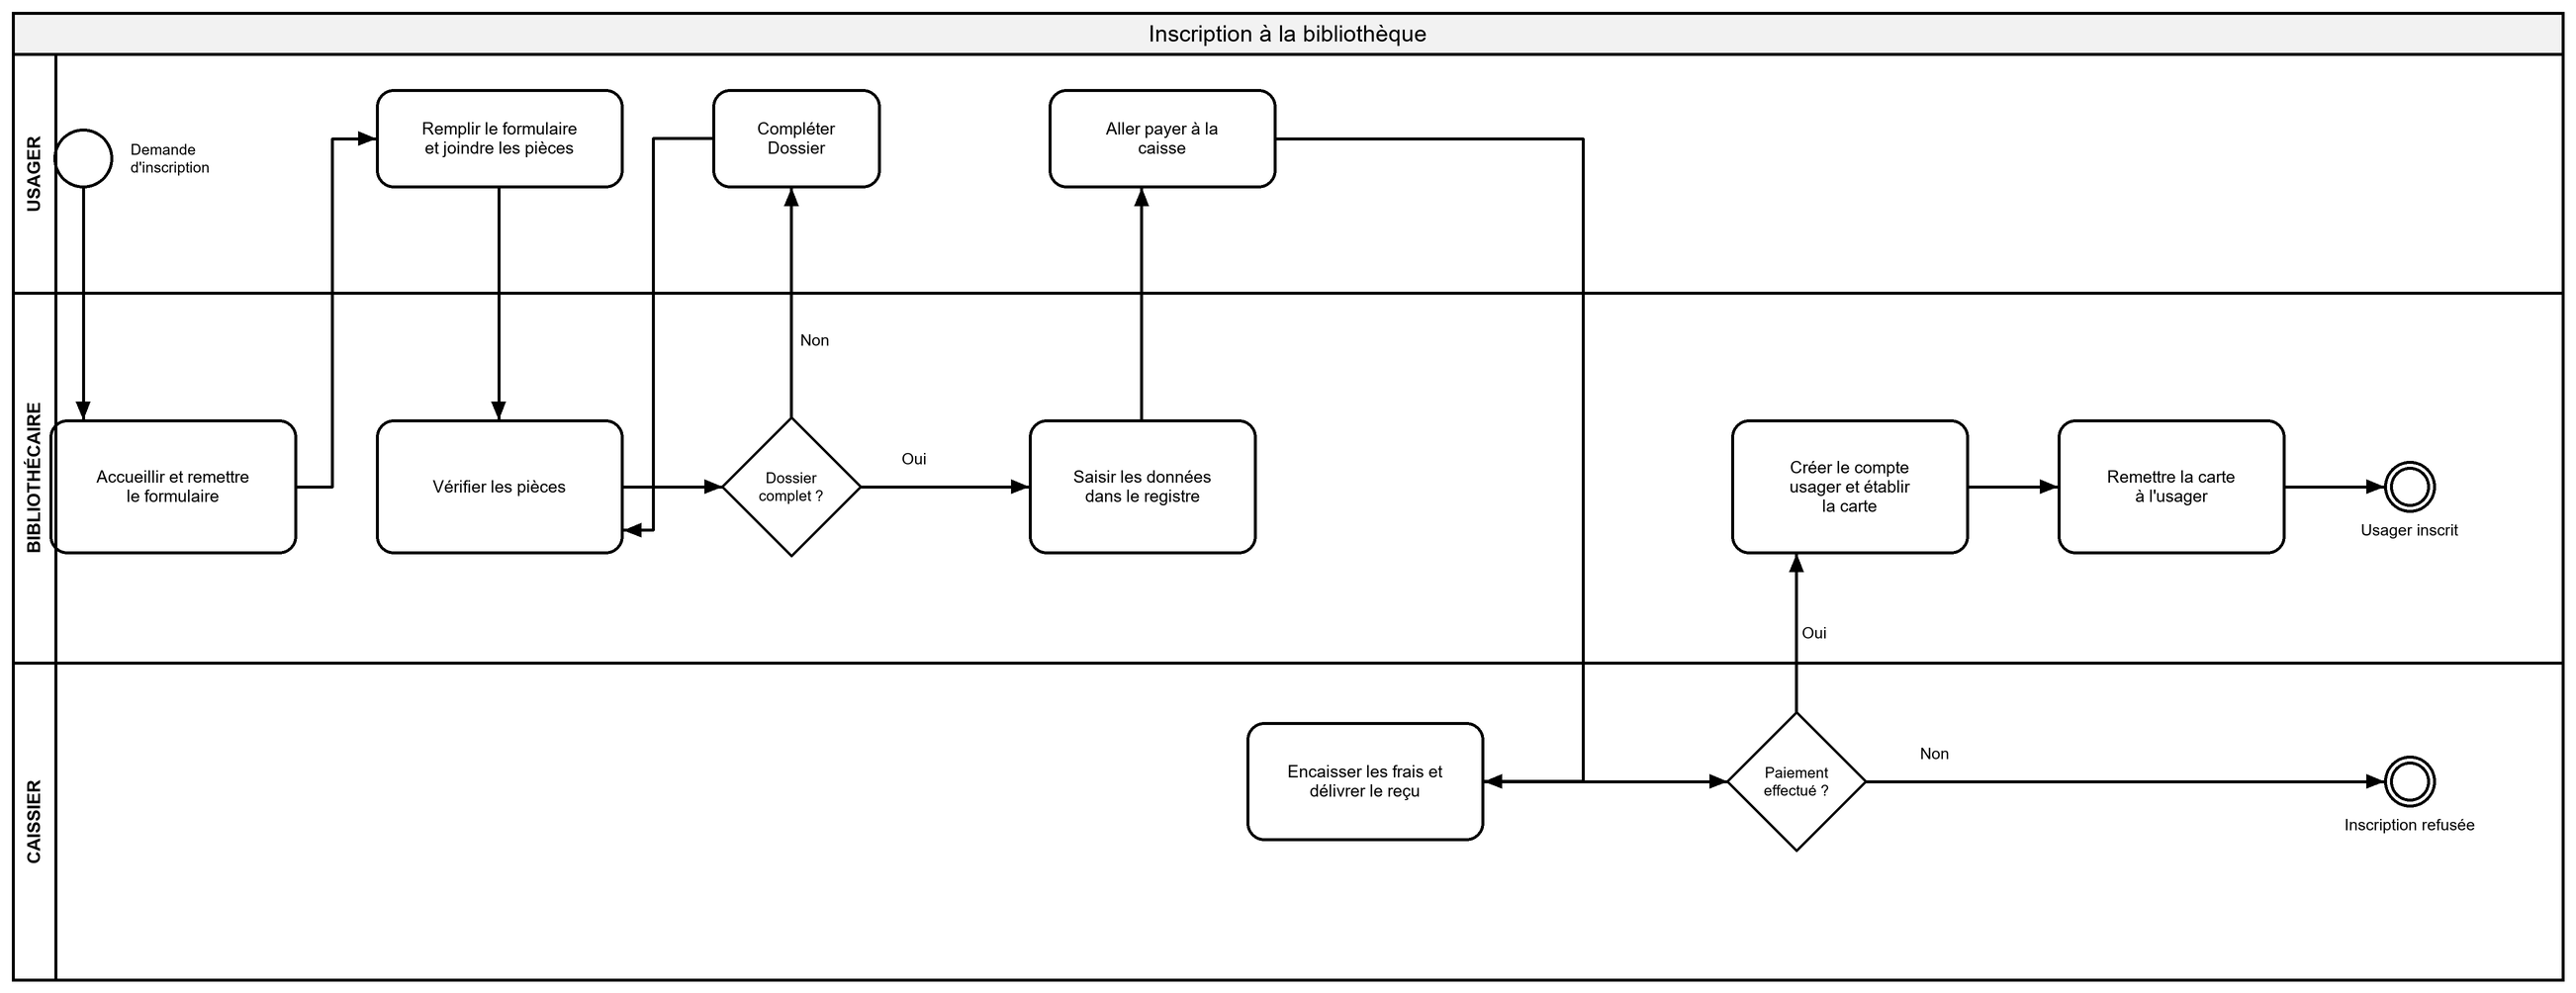 Inscription à la bibliothèque
USAGER
Demande
d'inscription
Remplir le formulaire
et joindre les pièces
Compléter
Dossier
Aller payer à la
caisse
BIBLIOTHÉCAIRE
Non
Accueillir et remettre
le formulaire
Vérifier les pièces
Dossier
complet ?
Oui
Saisir les données
dans le registre
Créer le compte
usager et établir
la carte
Remettre la carte
à l'usager
Usager inscrit
Oui
CAISSIER
Encaisser les frais et
délivrer le reçu
Paiement
effectué ?
Non
Inscription refusée